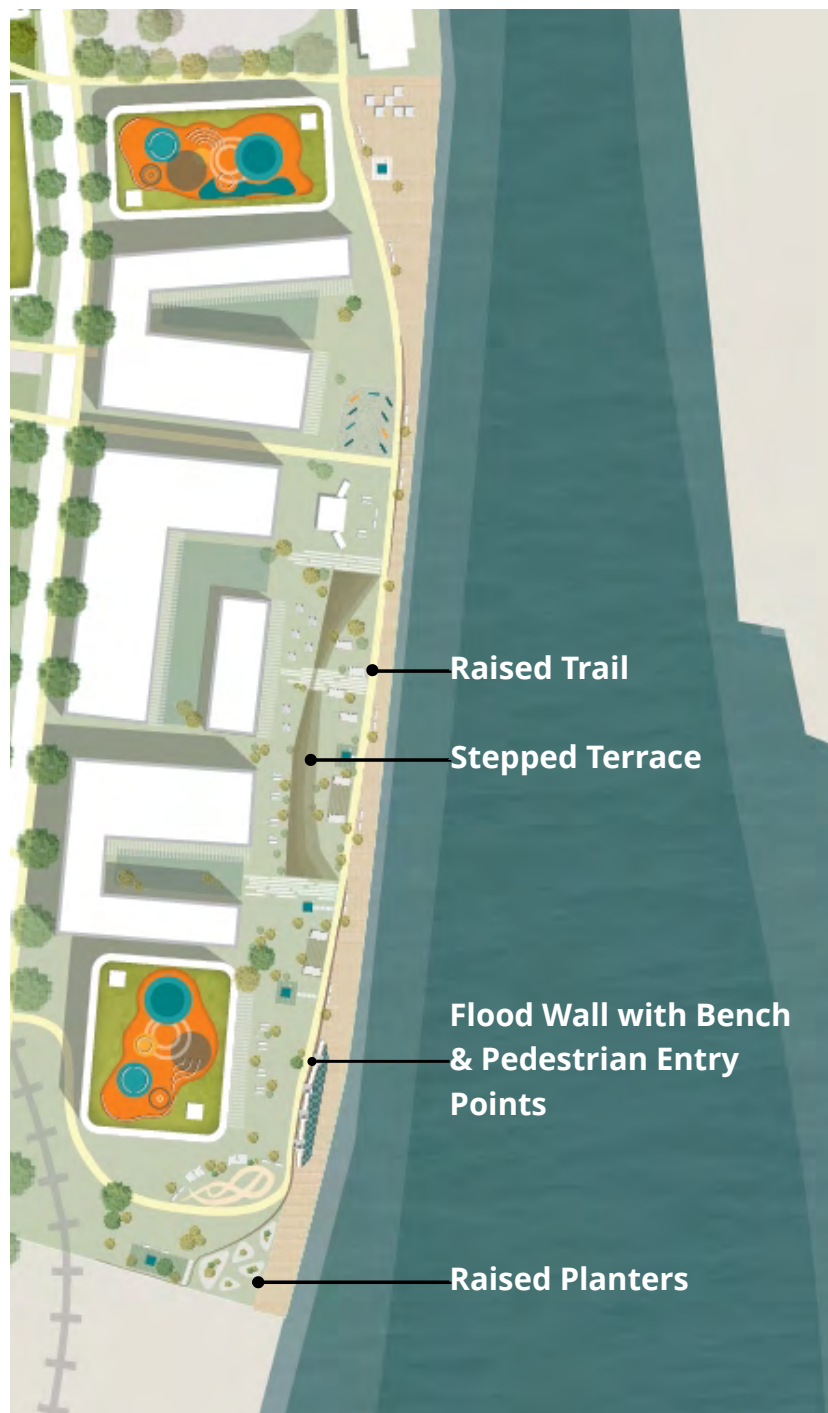 Raised Trail
Stepped Terrace
Flood Wall with Bench
& Pedestrian Entry
Points
Raised Planters